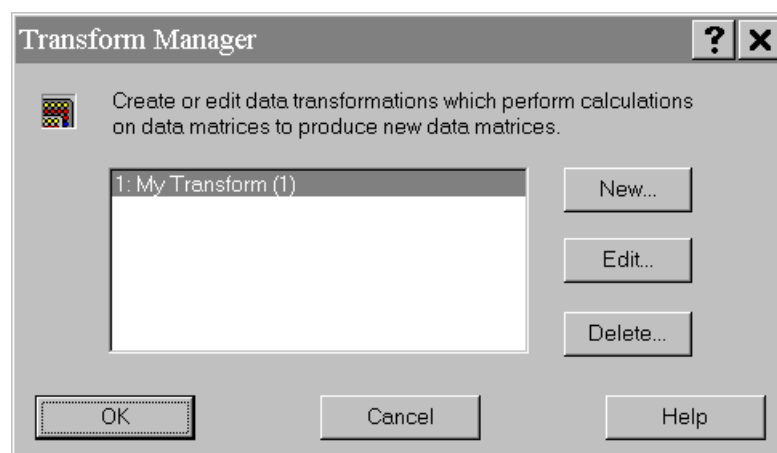 Transform Manager
?
Create or edit data transformations which perform calculations
on data matrices to produce new data matrices.
1: My Transform (1)
New...
Edit...
Delete...
OK
Cancel
Help